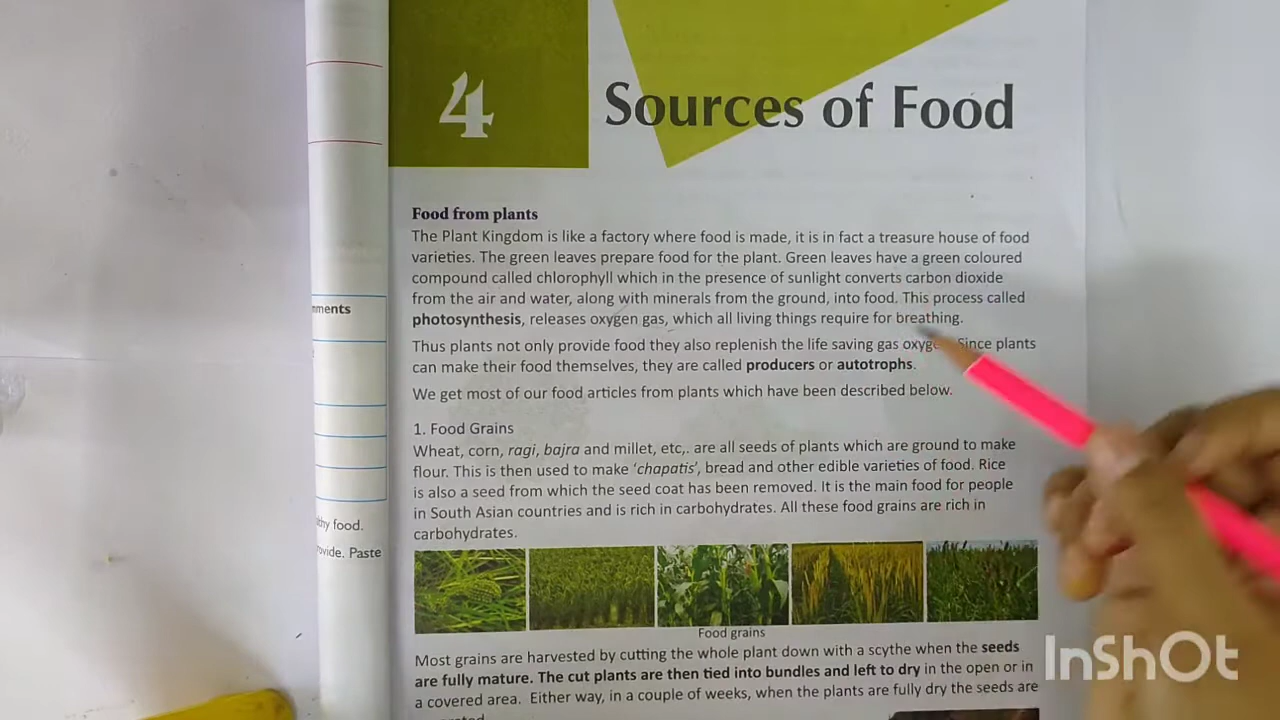 4
Sources of Food
Food from plants
The Plant Kingdom is like a factory where food is made, it is in fact a treasure house of food
varieties. The green leaves prepare food for the plant. Green leaves have a green coloured
compound called chlorophyll which in the presence of sunlight converts carbon dioxide
from the air and water, along with minerals from the ground, into food. This process called
photosynthesis, releases oxygen gas, which all living things require for breathing.
Thus plants not only provide food they also replenish the life saving gas Since plants
can make their food themselves, they are called producers or autotrophs.
We get most of our food articles from plants which have been described below.
1. Food Grains
Wheat, corn, ragi, bajra and millet, etc,. are all seeds of plants which are ground to make
flour. This is then used to make ‘chapatis’, bread and other edible varieties of food. Rice
is also a seed from which the seed coat has been removed. It is the main food for people
in South Asian countries and is rich in carbohydrates. All these food grains are rich in
carbohydrates.
Food grains
Most grains are harvested by cutting the whole plant down with a scythe when the seeds
are fully mature. The cut plants are then tied into bundles and left to dry in the open or in
a covered area. Either way, in a couple of weeks, when the plants are fully dry the seeds are
food.
Paste
InShOt